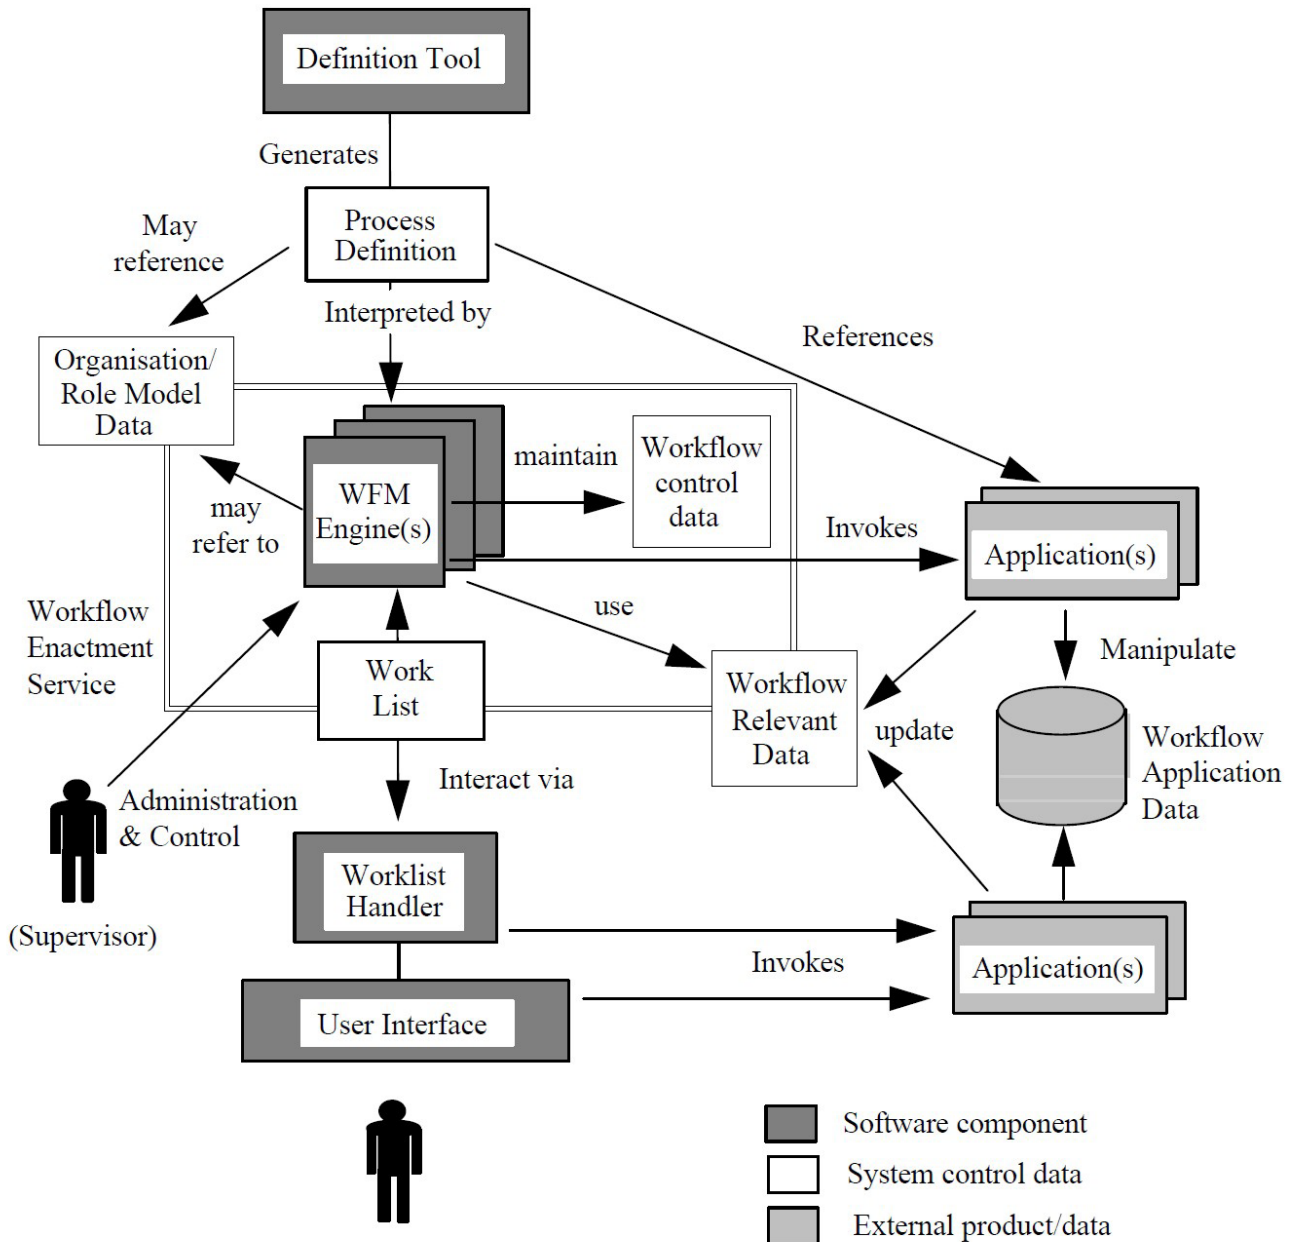 Definition Tool
Generates
Process
Definition
May
reference
Interpreted by
References
Organisation/
Role Model
Data
maintain
Workflow
control
data
WFM
Engine(s)
may
refer to
Invokes
Application(s)
use
Workflow
Enactment
Service
Work
List
Manipulate
Workflow
Relevant
Data
update
Workflow
Application
Data
Interact via
Administration
& Control
Worklist
Handler
(Supervisor)
Invokes
Application(s)
User Interface
Software component
System control data
External product/data